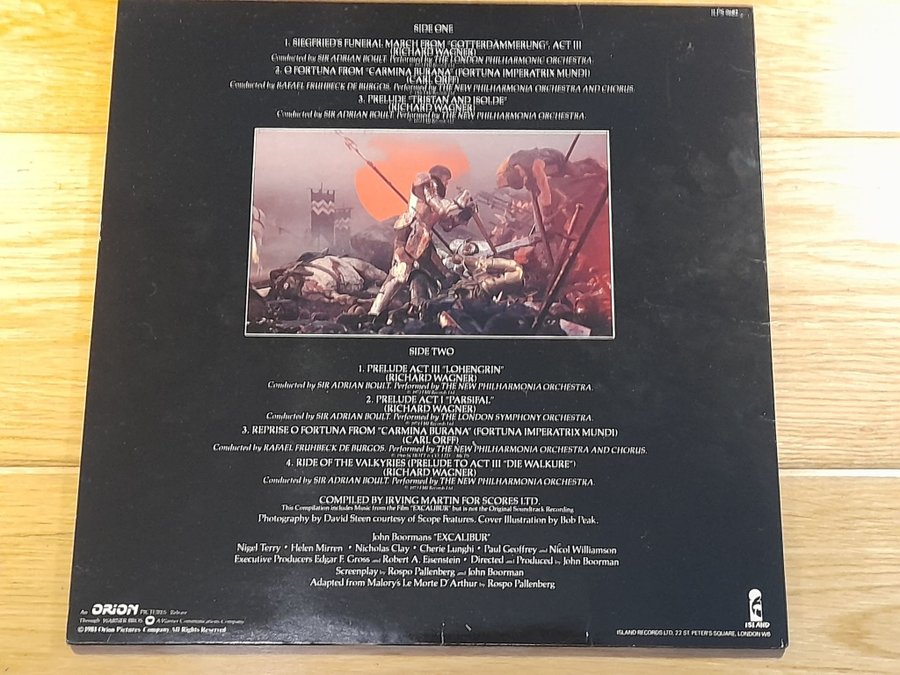 ILPS 9682
SIDE ONE
1. SIEGFRIED'S FUNERAL MARCH FROM "GOTTERDÄMMERUNG", ACT III
(RICHARD WAGNER)
Conducted by SIR ADRIAN BOULT. Performed by THE LONDON PHILHARMONIC ORCHESTRA.
2. O FORTUNA FROM "CARMINA BURANA" (FORTUNA IMPERATRIX MUNDI)
(CARL ORFF)
Conducted by RAFAEL FRUHBECK DE BURGOS. Performed by THE NEW PHILHARMONIA ORCHESTRA AND CHORUS.
3. PRELUDE "TRISTAN AND ISOLDE"
(RICHARD WAGNER)
Conducted by SIR ADRIAN BOULT. Performed by THE NEW PHILHARMONIA ORCHESTRA.
SIDE TWO
1. PRELUDE ACT III "LOHENGRIN"
(RICHARD WAGNER)
Conducted by SIR ADRIAN BOULT. Performed by THE NEW PHILHARMONIA ORCHESTRA.
2. PRELUDE ACT I "PARSIFAL"
(RICHARD WAGNER)
Conducted by SIR ADRIAN BOULT. Performed by THE LONDON SYMPHONY ORCHESTRA.
3. REPRISE O FORTUNA FROM "CARMINA BURANA" (FORTUNA IMPERATRIX MUNDI)
(CARL ORFF)
Conducted by RAFAEL FRUHBECK DE BURGOS. Performed by THE NEW PHILHARMONIA ORCHESTRA AND CHORUS.
4. RIDE OF THE VALKYRIES (PRELUDE TO ACT III "DIE WALKURE")
(RICHARD WAGNER)
Conducted by SIR ADRIAN BOULT. Performed by THE NEW PHILHARMONIA ORCHESTRA.
COMPILED BY IRVING MARTIN FOR SCORES LTD.
This Compilation includes Music from the Film "EXCALIBUR" but is not the Original Soundtrack Recording
Photography by David Steen courtesy of Scope Features, Cover Illustration by Bob Peak.
John Boormans "EXCALIBUR"
Nigel Terry • Helen Mirren • Nicholas Clay • Cherie Lunghi • Paul Geoffrey and Nicol Williamson
Executive Producers Edgar F. Gross and Robert A. Eisenstein • Directed and Produced by John Boorman
Screenplay by Rospo Pallenberg and John Boorman
Adapted from Malory's Le Morte D'Arthur by Rospo Pallenberg
An ORION PICTURES Release
Through WARNER BROS A Warner Communications Company
© 1981 Orion Pictures Company All Rights Reserved
ISLAND
ISLAND RECORDS LTD, 22 ST. PETER'S SQUARE, LONDON W6